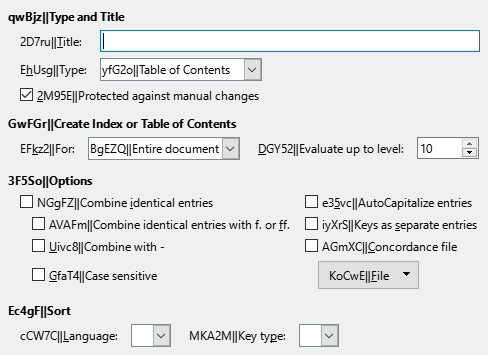 qwBjz||Type and Title
2D7ru||Title:
EhUsg||Type: yfG2o||Table of Contents
2M95E||Protected against manual changes
GwFGr||Create Index or Table of Contents
EFkz2||For: BgEZQ||Entire document DGY52||Evaluate up to level: 10
3F5So||Options
NGgFZ||Combine identical entries e35vc||AutoCapitalize entries
AVAFm||Combine identical entries with f. or ff. iyXrS||Keys as separate entries
Uivc8||Combine with - AGmXC||Concordance file
GfaT4||Case sensitive KoCwE||File
Ec4gF||Sort
cCW7C||Language: MKA2M||Key type: